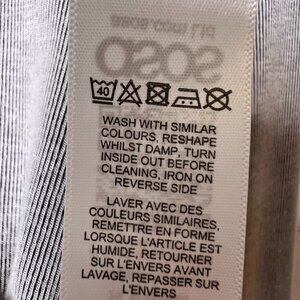 40
WASH WITH SIMILAR
COLOURS, RESHAPE
WHILST DAMP, TURN
INSIDE OUT BEFORE
CLEANING, IRON ON
REVERSE SIDE
LAVER AVEC DES
COULEURS SIMILAIRES,
REMETTRE EN FORME
LORSQUE L'ARTICLE EST
HUMIDE, RETOURNER
SUR L'ENVERS AVANT
LAVAGE, REPASSER SUR
L'ENVERS